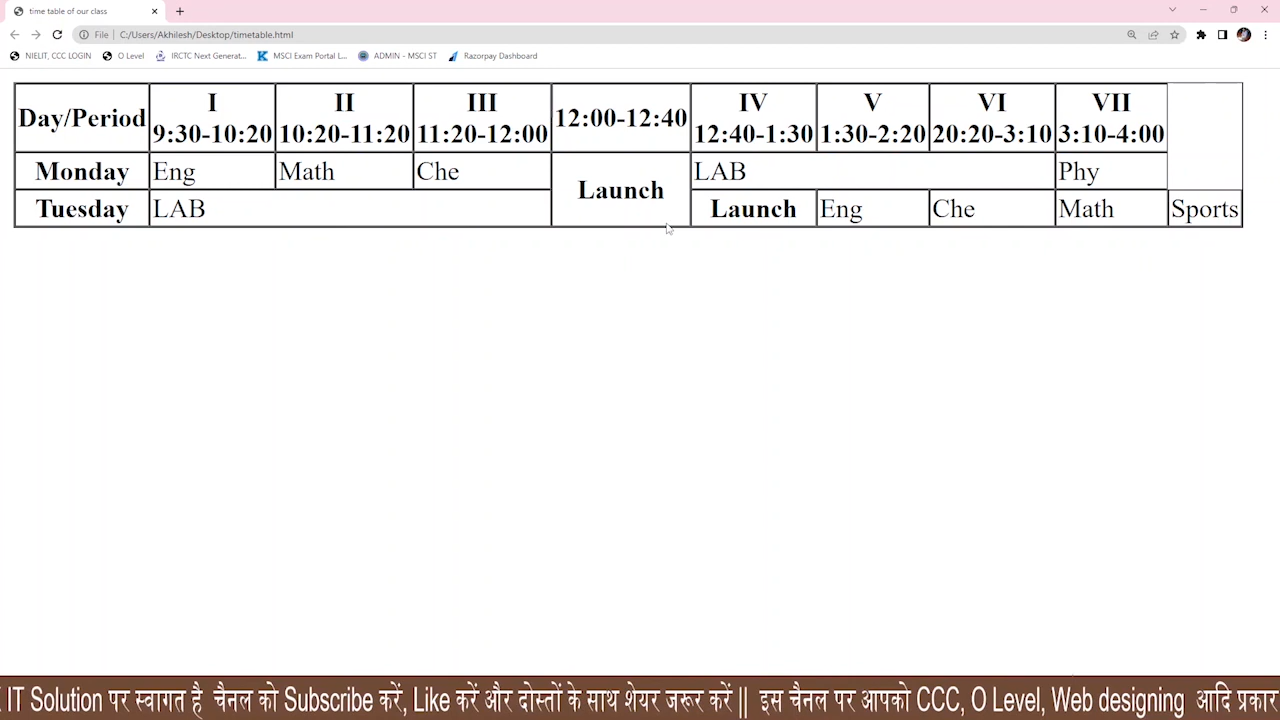 time table of our class
File C:/Users/Akhilesh/Desktop/timetable.html
NIELIT, CCC LOGIN O Level IRCTC Next Generat... MSCI Exam Portal L... ADMIN - MSCI ST Razorpay Dashboard
Day/Period I 9:30-10:20 II 10:20-11:20 III 11:20-12:00 12:00-12:40 IV 12:40-1:30 V 1:30-2:20 VI 20:20-3:10 VII 3:10-4:00
Monday Eng Math Che Launch LAB Phy
Tuesday LAB Launch Eng Che Math Sports
IT Solution पर स्वागत है चैनल को Subscribe करें, Like करें और दोस्तों के साथ शेयर जरूर करें || इस चैनल पर आपको CCC, O Level, Web designing आदि प्रकार